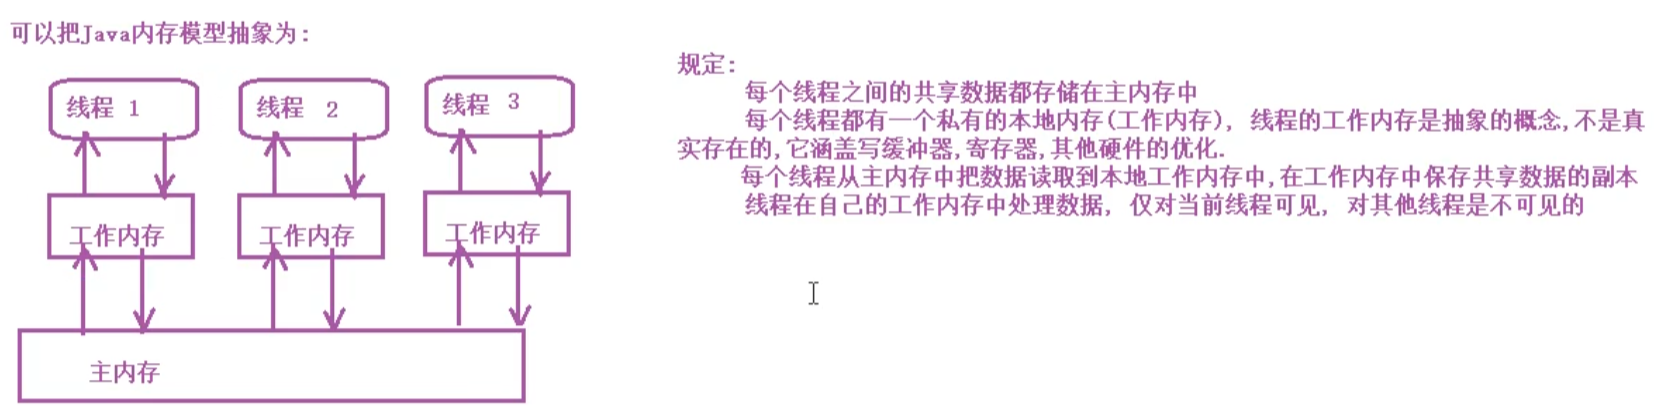 可以把Java内存模型抽象为:
线程 1
线程 2
线程 3
工作内存
工作内存
工作内存
主内存
规定:
每个线程之间的共享数据都存储在主内存中
每个线程都有一个私有的本地内存(工作内存), 线程的工作内存是抽象的概念,不是真
实存在的,它涵盖写缓冲器,寄存器,其他硬件的优化.
每个线程从主内存中把数据读取到本地工作内存中,在工作内存中保存共享数据的副本
线程在自己的工作内存中处理数据, 仅对当前线程可见, 对其他线程是不可见的